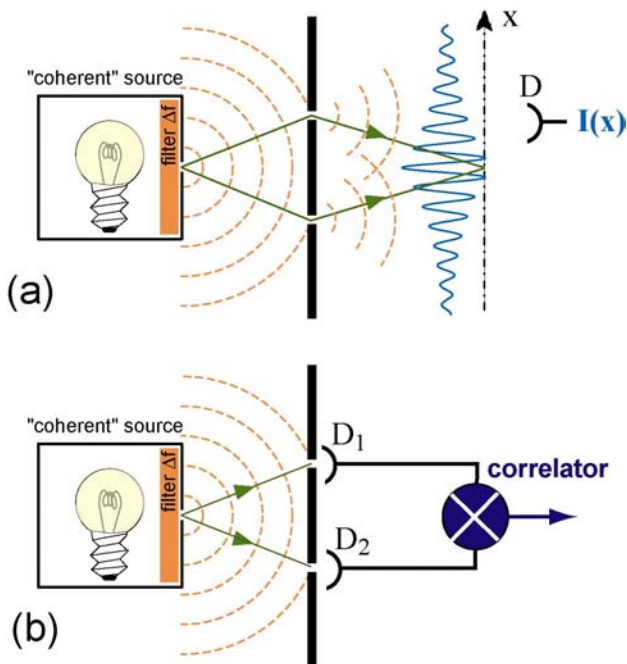 "coherent" source
filter Δf
x
D
I(x)
(a)
"coherent" source
filter Δf
D₁
correlator
D₂
(b)